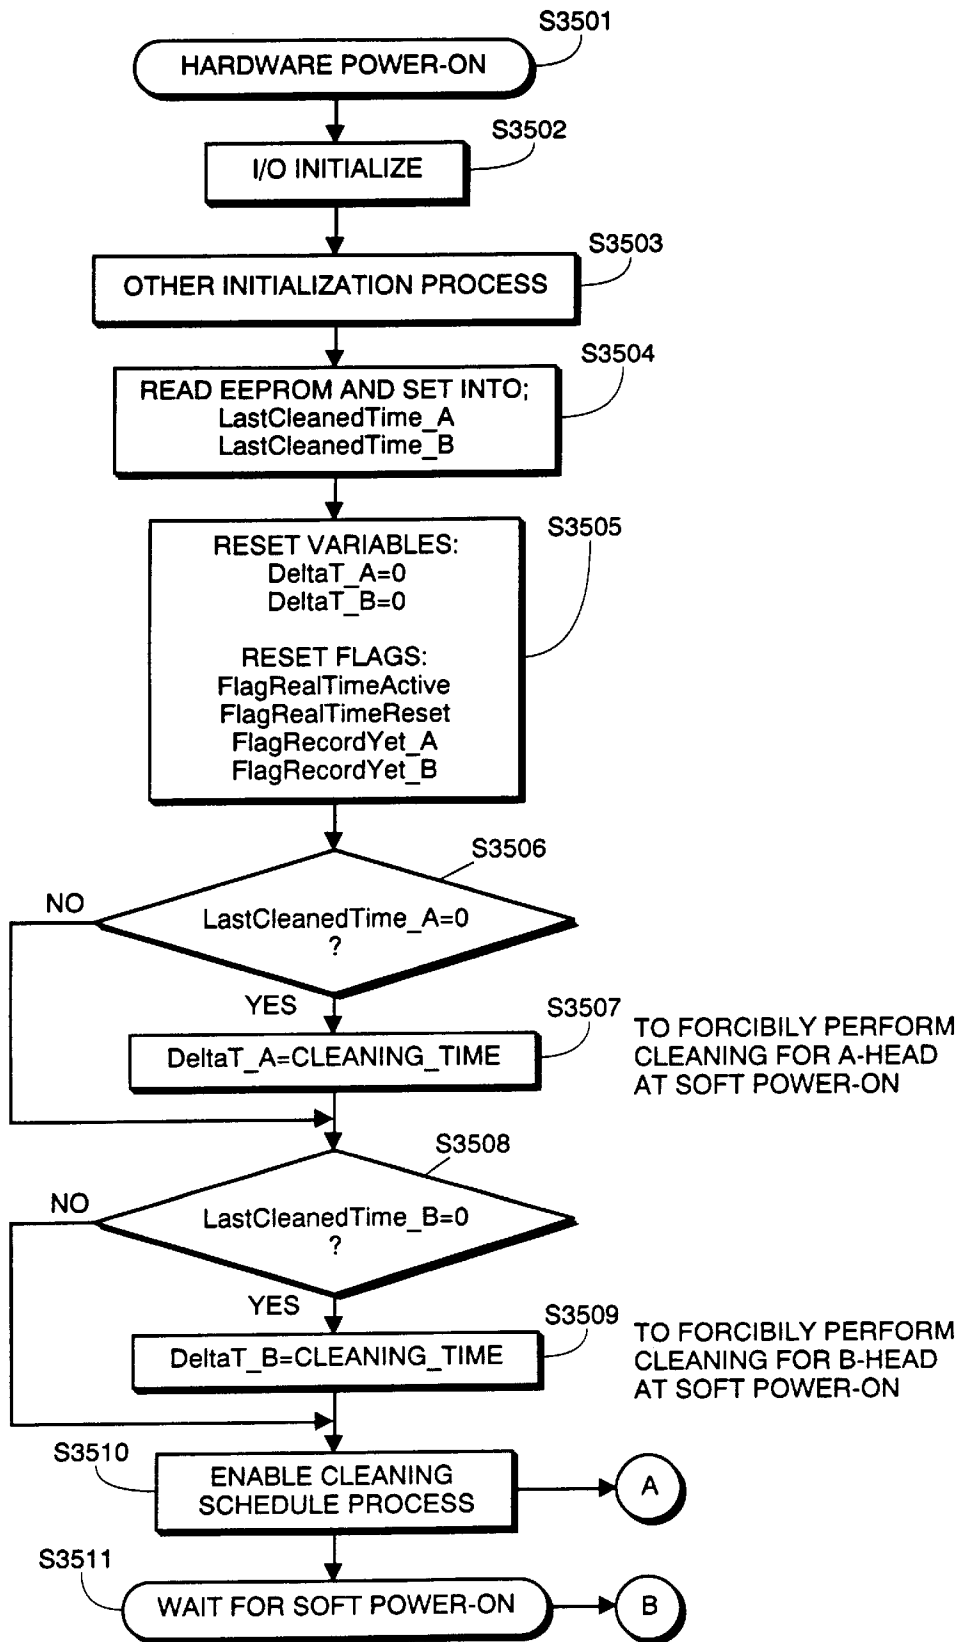 S3501
HARDWARE POWER-ON
S3502
I/O INITIALIZE
S3503
OTHER INITIALIZATION PROCESS
S3504
READ EEPROM AND SET INTO;
LastCleanedTime_A
LastCleanedTime_B
S3505
RESET VARIABLES:
DeltaT_A=0
DeltaT_B=0
RESET FLAGS:
FlagRealTimeActive
FlagRealTimeReset
FlagRecordYet_A
FlagRecordYet_B
S3506
NO
LastCleanedTime_A=0
?
YES
S3507
DeltaT_A=CLEANING_TIME
TO FORCIBILY PERFORM
CLEANING FOR A-HEAD
AT SOFT POWER-ON
S3508
NO
LastCleanedTime_B=0
?
YES
S3509
DeltaT_B=CLEANING_TIME
TO FORCIBILY PERFORM
CLEANING FOR B-HEAD
AT SOFT POWER-ON
S3510
ENABLE CLEANING
SCHEDULE PROCESS
A
S3511
WAIT FOR SOFT POWER-ON
B